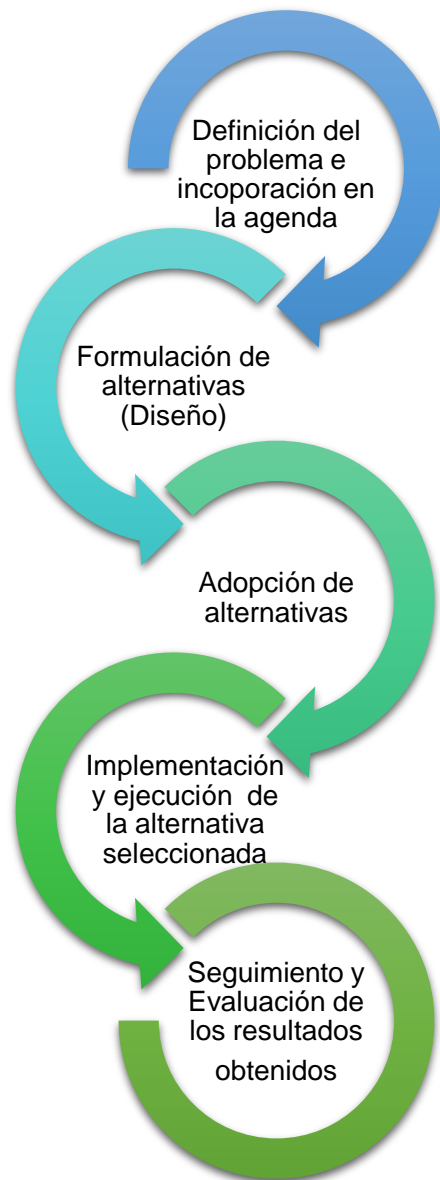 Definición del
problema e
incoporación en
la agenda
Formulación de
alternativas
(Diseño)
Adopción de
alternativas
Implementación
y ejecución de
la alternativa
seleccionada
Seguimiento y
Evaluación de
los resultados
obtenidos